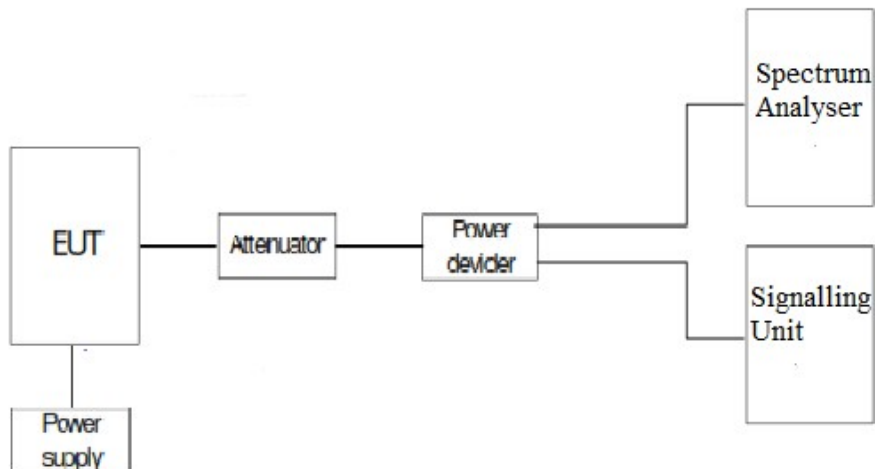 Spectrum
Analyser
EUT
Attenuator
Power
devider
Signalling
Unit
Power
supply